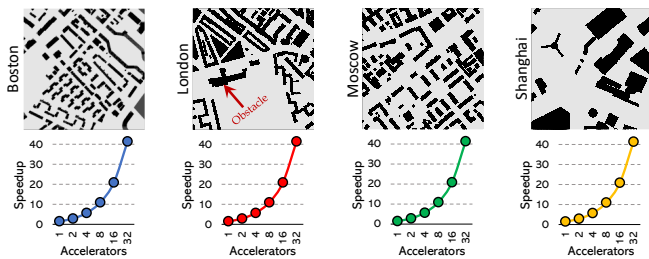 Boston
London
Obstacle
Moscow
Shanghai
Speedup
40
30
20
10
0
1 2 4 8 16 32
Accelerators
Speedup
40
30
20
10
0
1 2 4 8 16 32
Accelerators
Speedup
40
30
20
10
0
1 2 4 8 16 32
Accelerators
Speedup
40
30
20
10
0
1 2 4 8 16 32
Accelerators